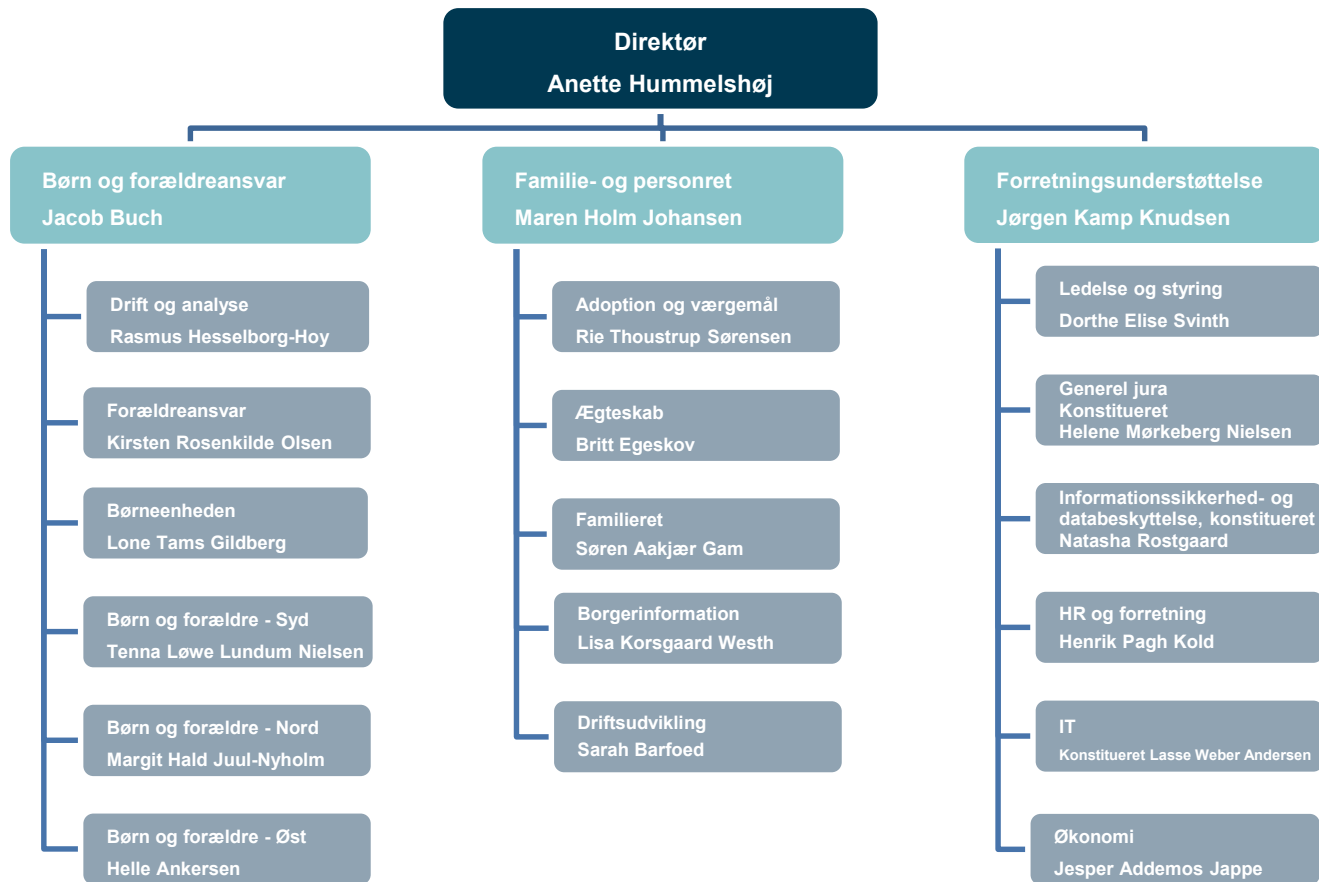 Direktør
Anette Hummelshøj
Børn og forældreansvar
Jacob Buch
Drift og analyse
Rasmus Hesselborg-Hoy
Forældreansvar
Kirsten Rosenkilde Olsen
Børneenheden
Lone Tams Gildberg
Børn og forældre - Syd
Tenna Løwe Lundum Nielsen
Børn og forældre - Nord
Margit Hald Juul-Nyholm
Børn og forældre - Øst
Helle Ankersen
Familie- og personret
Maren Holm Johansen
Adoption og værgemål
Rie Thoustrup Sørensen
Ægteskab
Britt Egeskov
Familieret
Søren Aakjær Gam
Borgerinformation
Lisa Korsgaard Westh
Driftsudvikling
Sarah Barfoed
Forretningsunderstøttelse
Jørgen Kamp Knudsen
Ledelse og styring
Dorthe Elise Svinth
Generel jura
Konstitueret
Helene Mørkeberg Nielsen
Informationssikkerhed- og
databeskyttelse, konstitueret
Natasha Rostgaard
HR og forretning
Henrik Pagh Kold
IT
Konstitueret Lasse Weber Andersen
Økonomi
Jesper Addemos Jappe